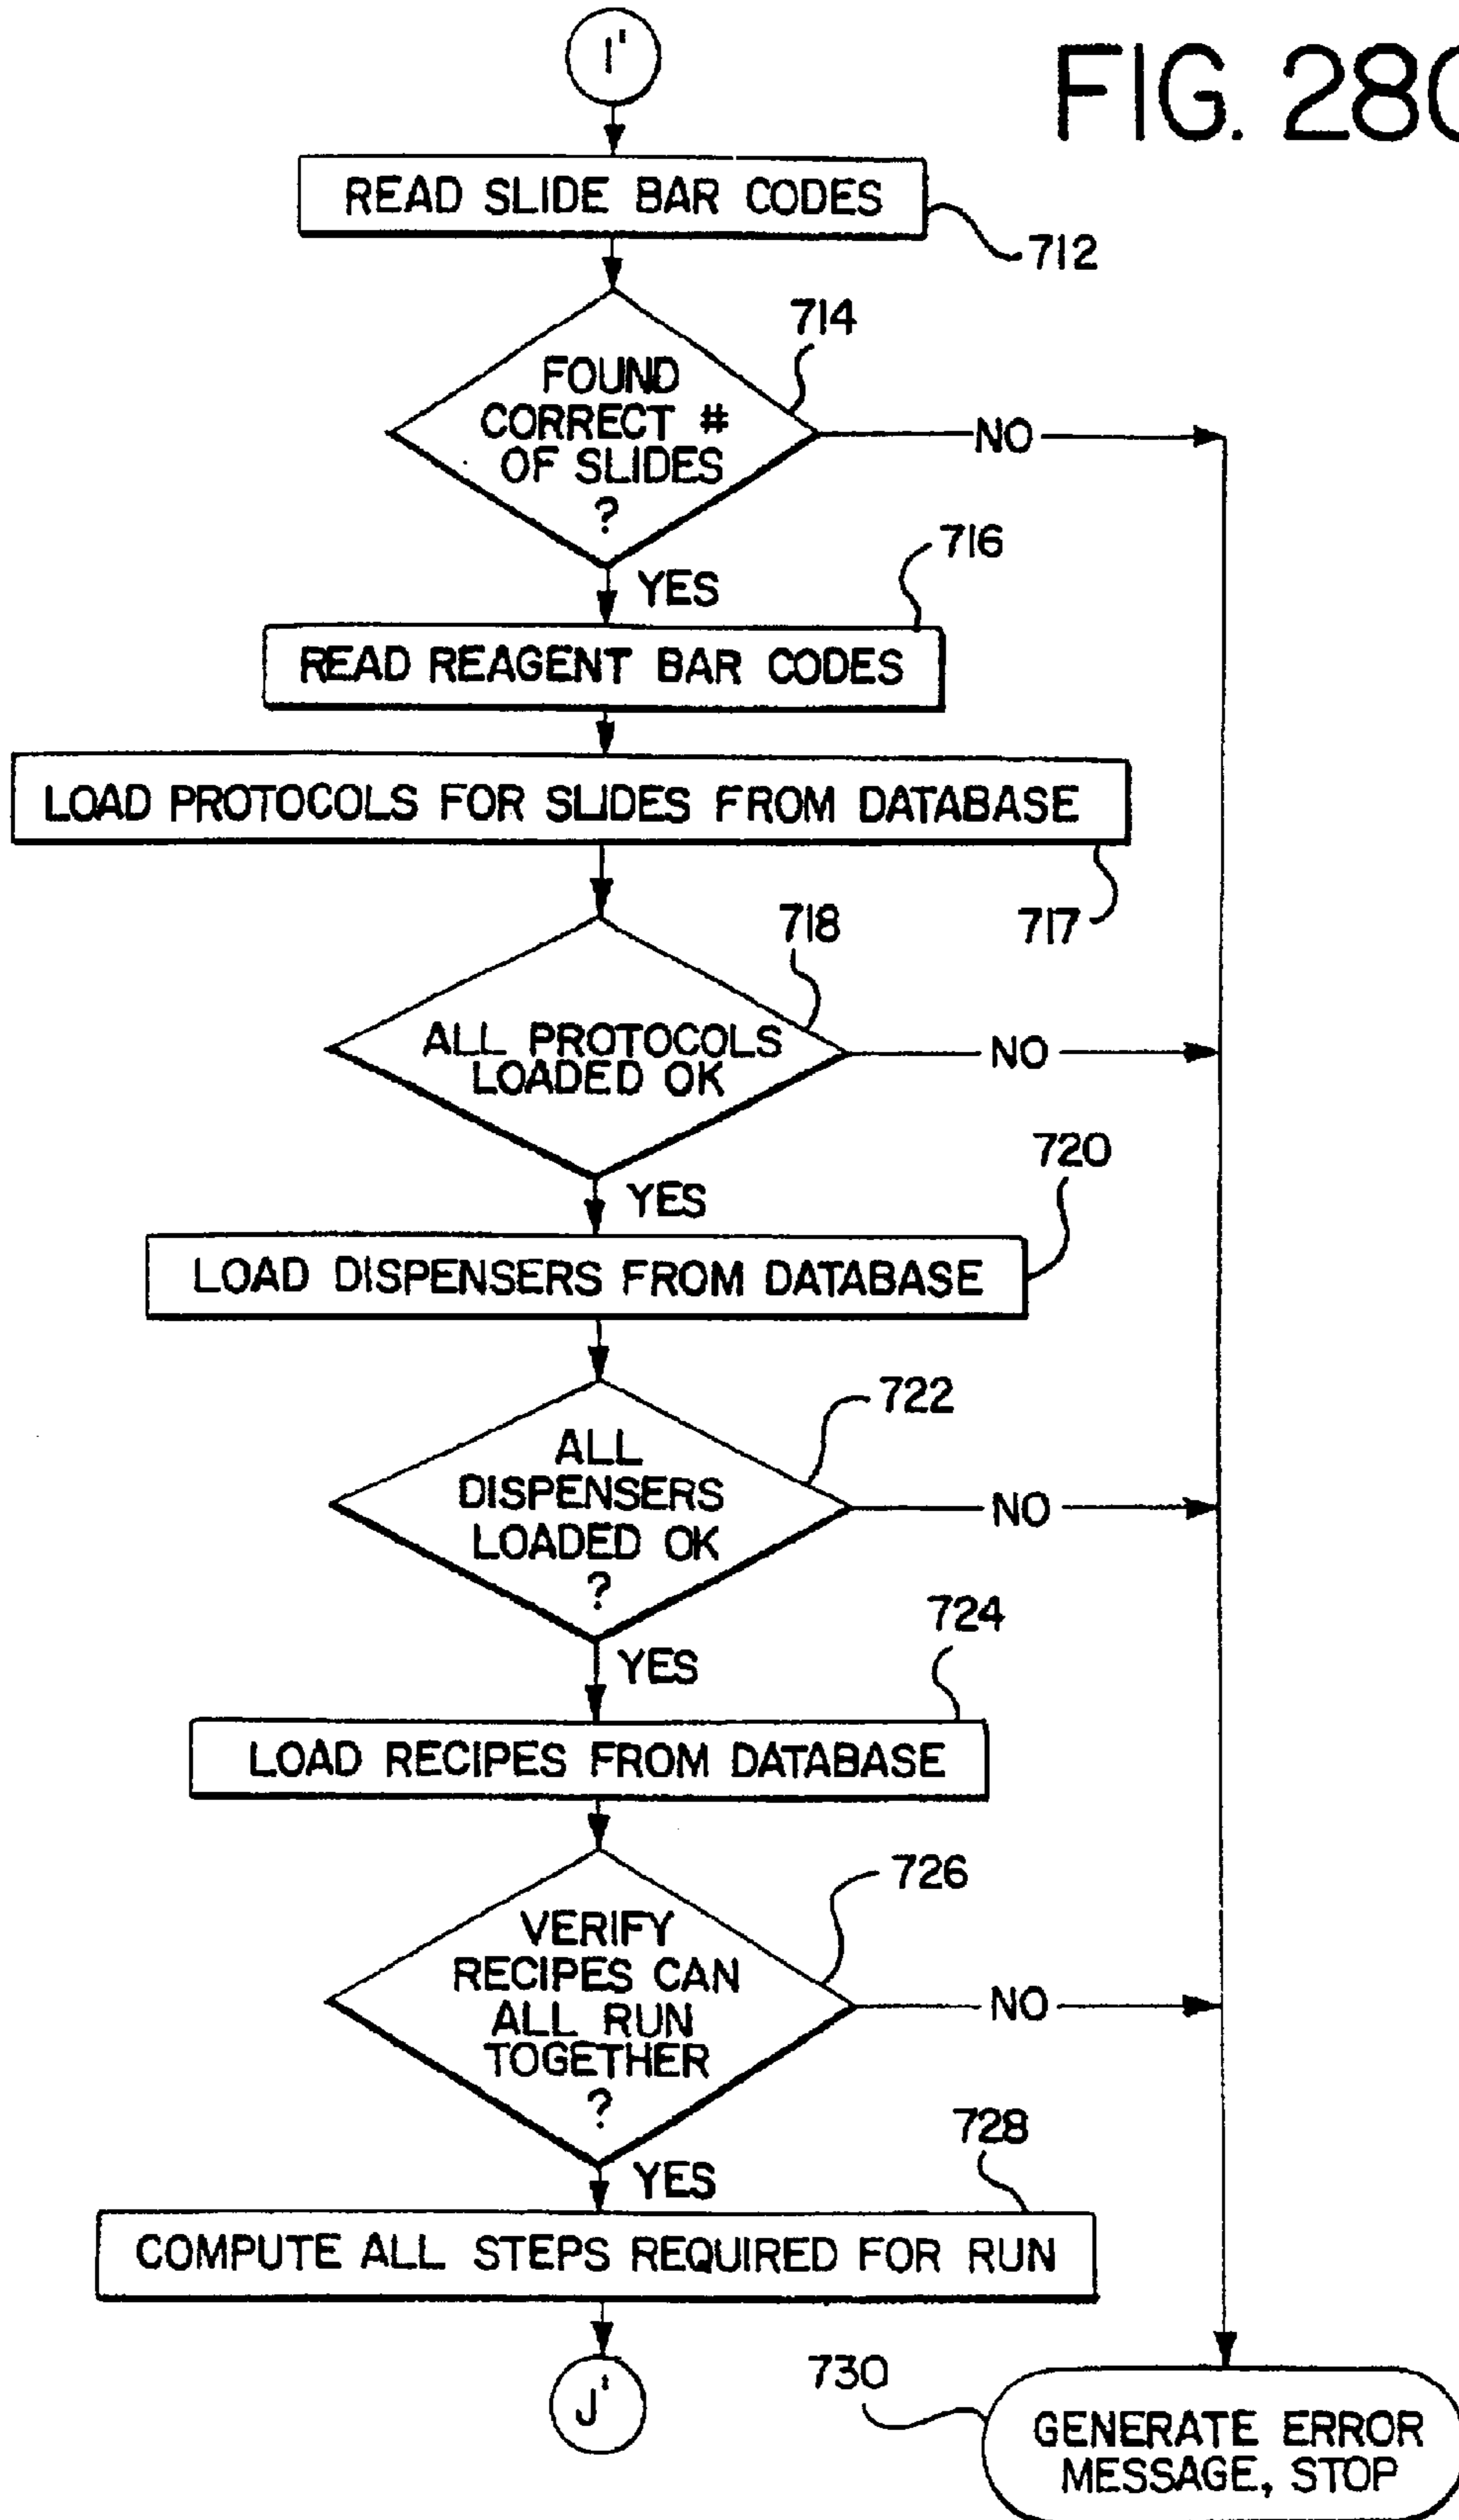 I'
FIG. 28
READ SLIDE BAR CODES
712
714
FOUND
CORRECT #
OF SLIDES
?
NO
YES
716
READ REAGENT BAR CODES
LOAD PROTOCOLS FOR SLIDES FROM DATABASE
717
718
ALL PROTOCOLS
LOADED OK
NO
YES
720
LOAD DISPENSERS FROM DATABASE
722
ALL
DISPENSERS
LOADED OK
?
NO
YES
724
LOAD RECIPES FROM DATABASE
726
VERIFY
RECIPES CAN
ALL RUN
TOGETHER
?
NO
YES
728
COMPUTE ALL STEPS REQUIRED FOR RUN
J'
730
GENERATE ERROR
MESSAGE, STOP